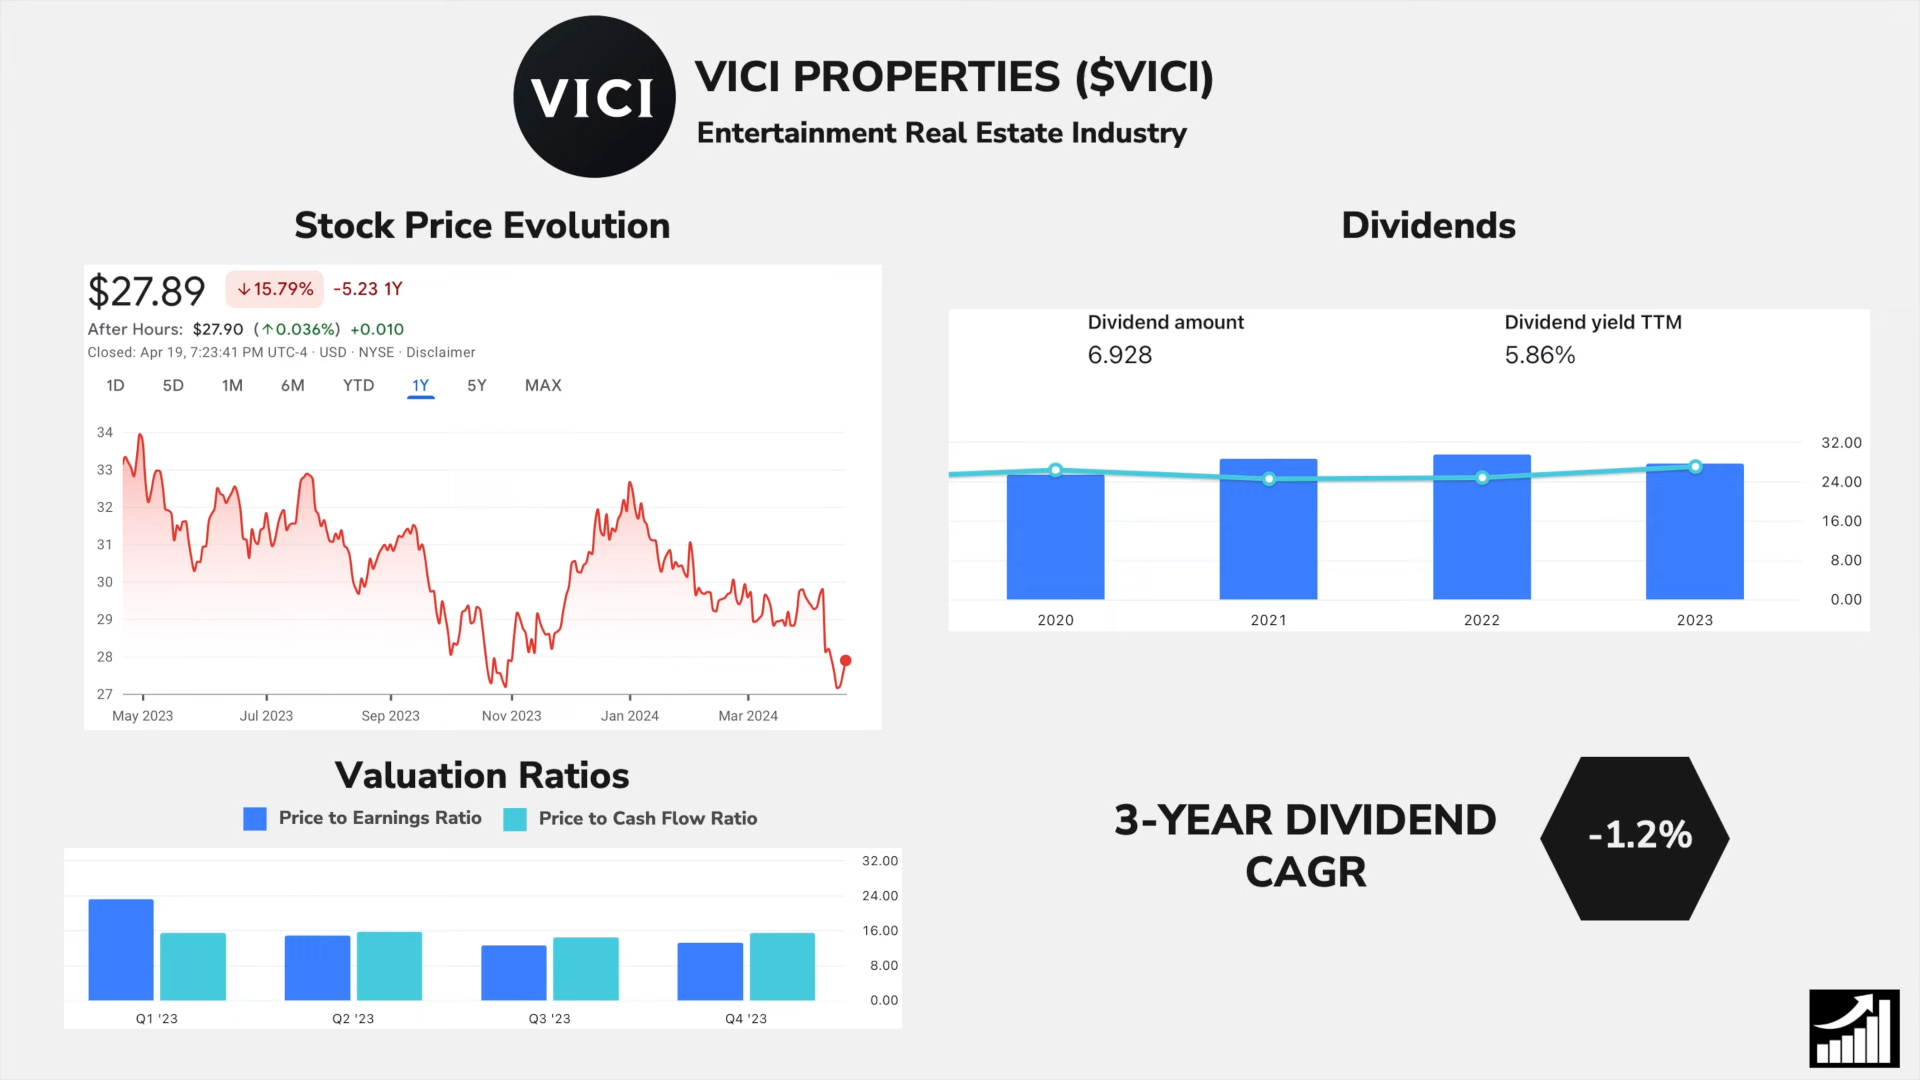 VICI
VICI PROPERTIES ($VICI)
Entertainment Real Estate Industry
Stock Price Evolution
$27.89 ↓15.79% -5.23 1Y
After Hours: $27.90 (↑0.036%) +0.010
Closed: Apr 19, 7:23:41 PM UTC-4 · USD · NYSE · Disclaimer
1D 5D 1M 6M YTD 1Y 5Y MAX
34
33
32
31
30
29
28
27
May 2023 Jul 2023 Sep 2023 Nov 2023 Jan 2024 Mar 2024
Dividends
Dividend amount Dividend yield TTM
6.928 5.86%
32.00
24.00
16.00
8.00
0.00
2020 2021 2022 2023
Valuation Ratios
Price to Earnings Ratio Price to Cash Flow Ratio
32.00
24.00
16.00
8.00
0.00
Q1 '23 Q2 '23 Q3 '23 Q4 '23
3-YEAR DIVIDEND
CAGR
-1.2%